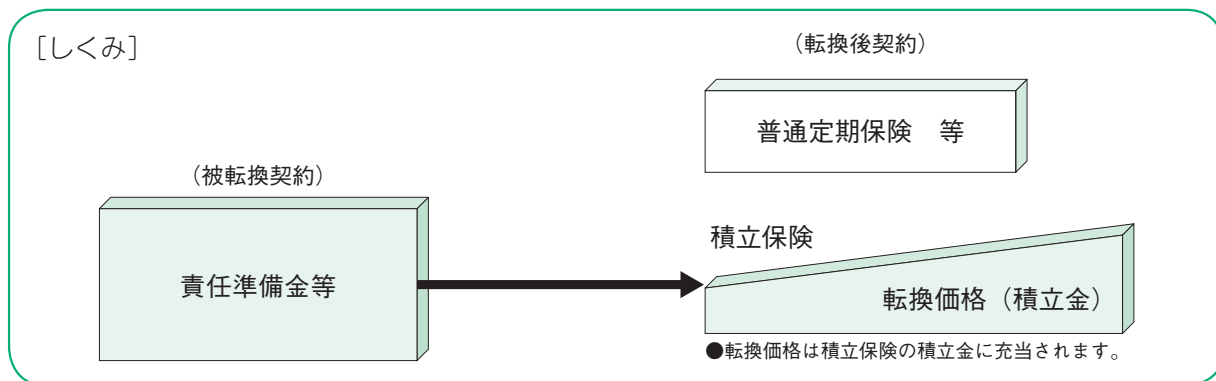 ［しくみ］
（転換後契約）
普通定期保険　等
（被転換契約）
積立保険
責任準備金等
転換価格（積立金）
●転換価格は積立保険の積立金に充当されます。